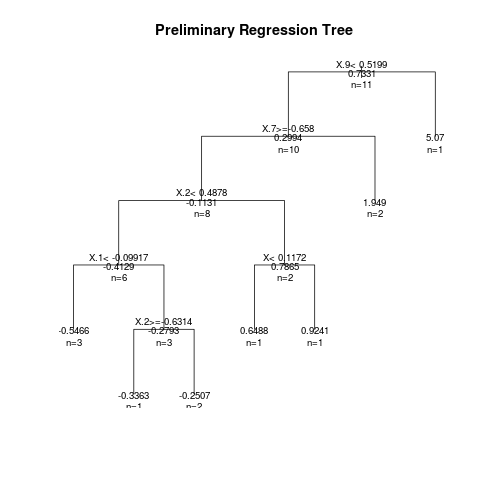 Preliminary Regression Tree
X.9< 0.5199
0.7331
n=11
X.7>=-0.658
0.2994
n=10
5.07
n=1
X.2< 0.4878
-0.1131
n=8
1.949
n=2
X.1< -0.09917
-0.4129
n=6
X< 0.1172
0.7865
n=2
-0.5466
n=3
X.2>=-0.6314
-0.2793
n=3
0.6488
n=1
0.9241
n=1
-0.3363
n=1
-0.2507
n=2